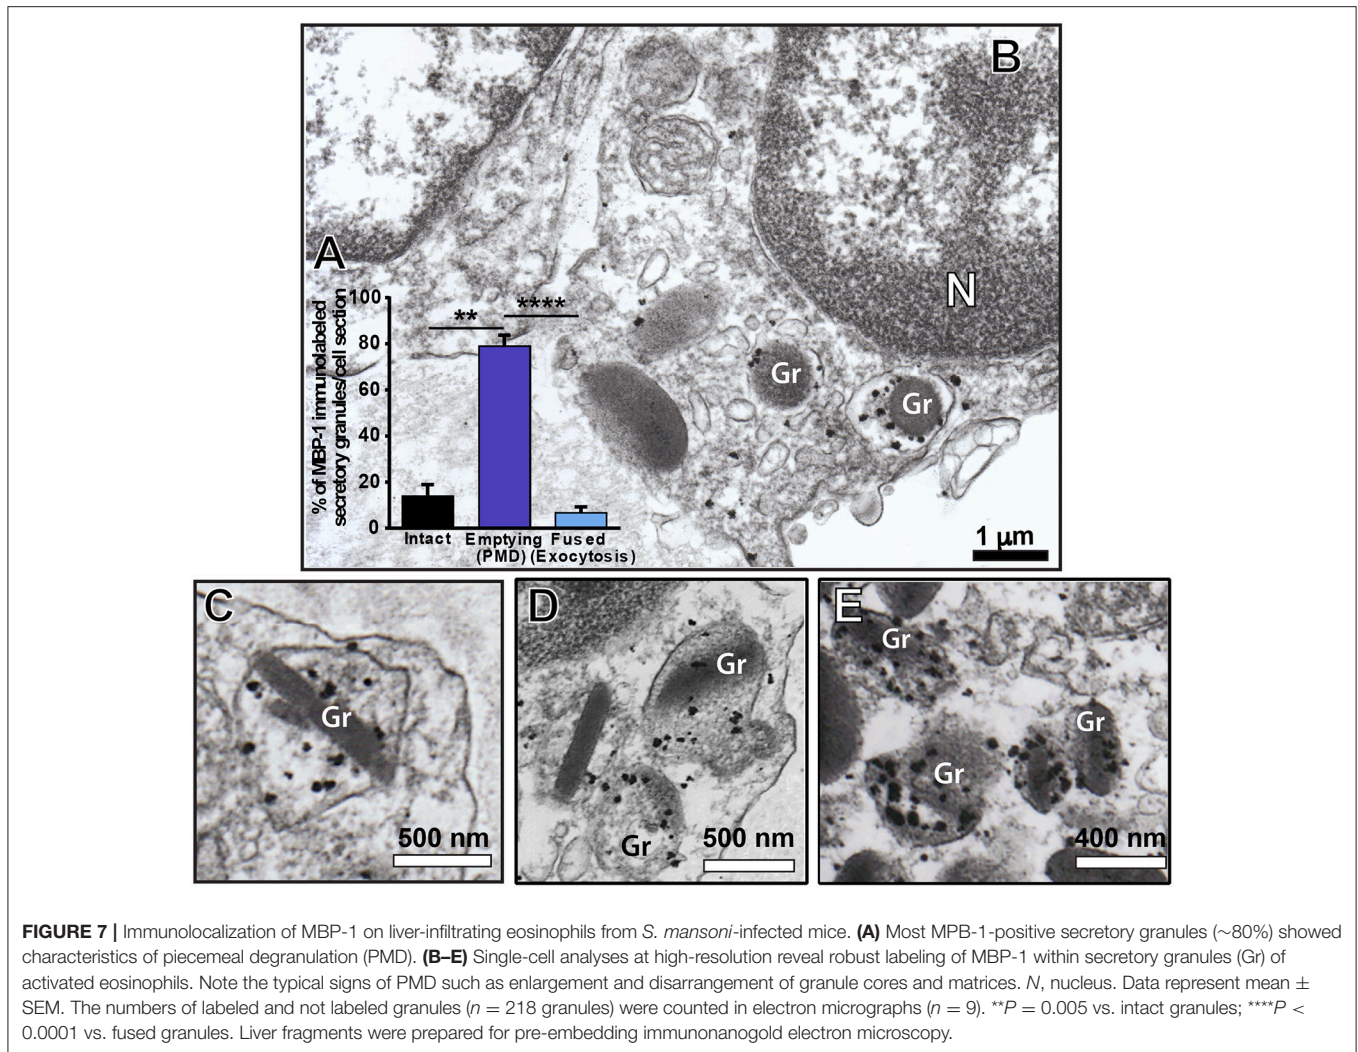 B
A
N
Gr
Gr
% of MBP-1 immunolabeled
secretory granules/cell section
100
80
60
40
20
0
**
****
Intact
Emptying
(PMD)
Fused
(Exocytosis)
1 μm
C
Gr
500 nm
D
Gr
Gr
500 nm
E
Gr
Gr
Gr
400 nm
FIGURE 7 | Immunolocalization of MBP-1 on liver-infiltrating eosinophils from S. mansoni-infected mice. (A) Most MPB-1-positive secretory granules (~80%) showed
characteristics of piecemeal degranulation (PMD). (B–E) Single-cell analyses at high-resolution reveal robust labeling of MBP-1 within secretory granules (Gr) of
activated eosinophils. Note the typical signs of PMD such as enlargement and disarrangement of granule cores and matrices. N, nucleus. Data represent mean ±
SEM. The numbers of labeled and not labeled granules (n = 218 granules) were counted in electron micrographs (n = 9). **P = 0.005 vs. intact granules; ****P <
0.0001 vs. fused granules. Liver fragments were prepared for pre-embedding immunonanogold electron microscopy.